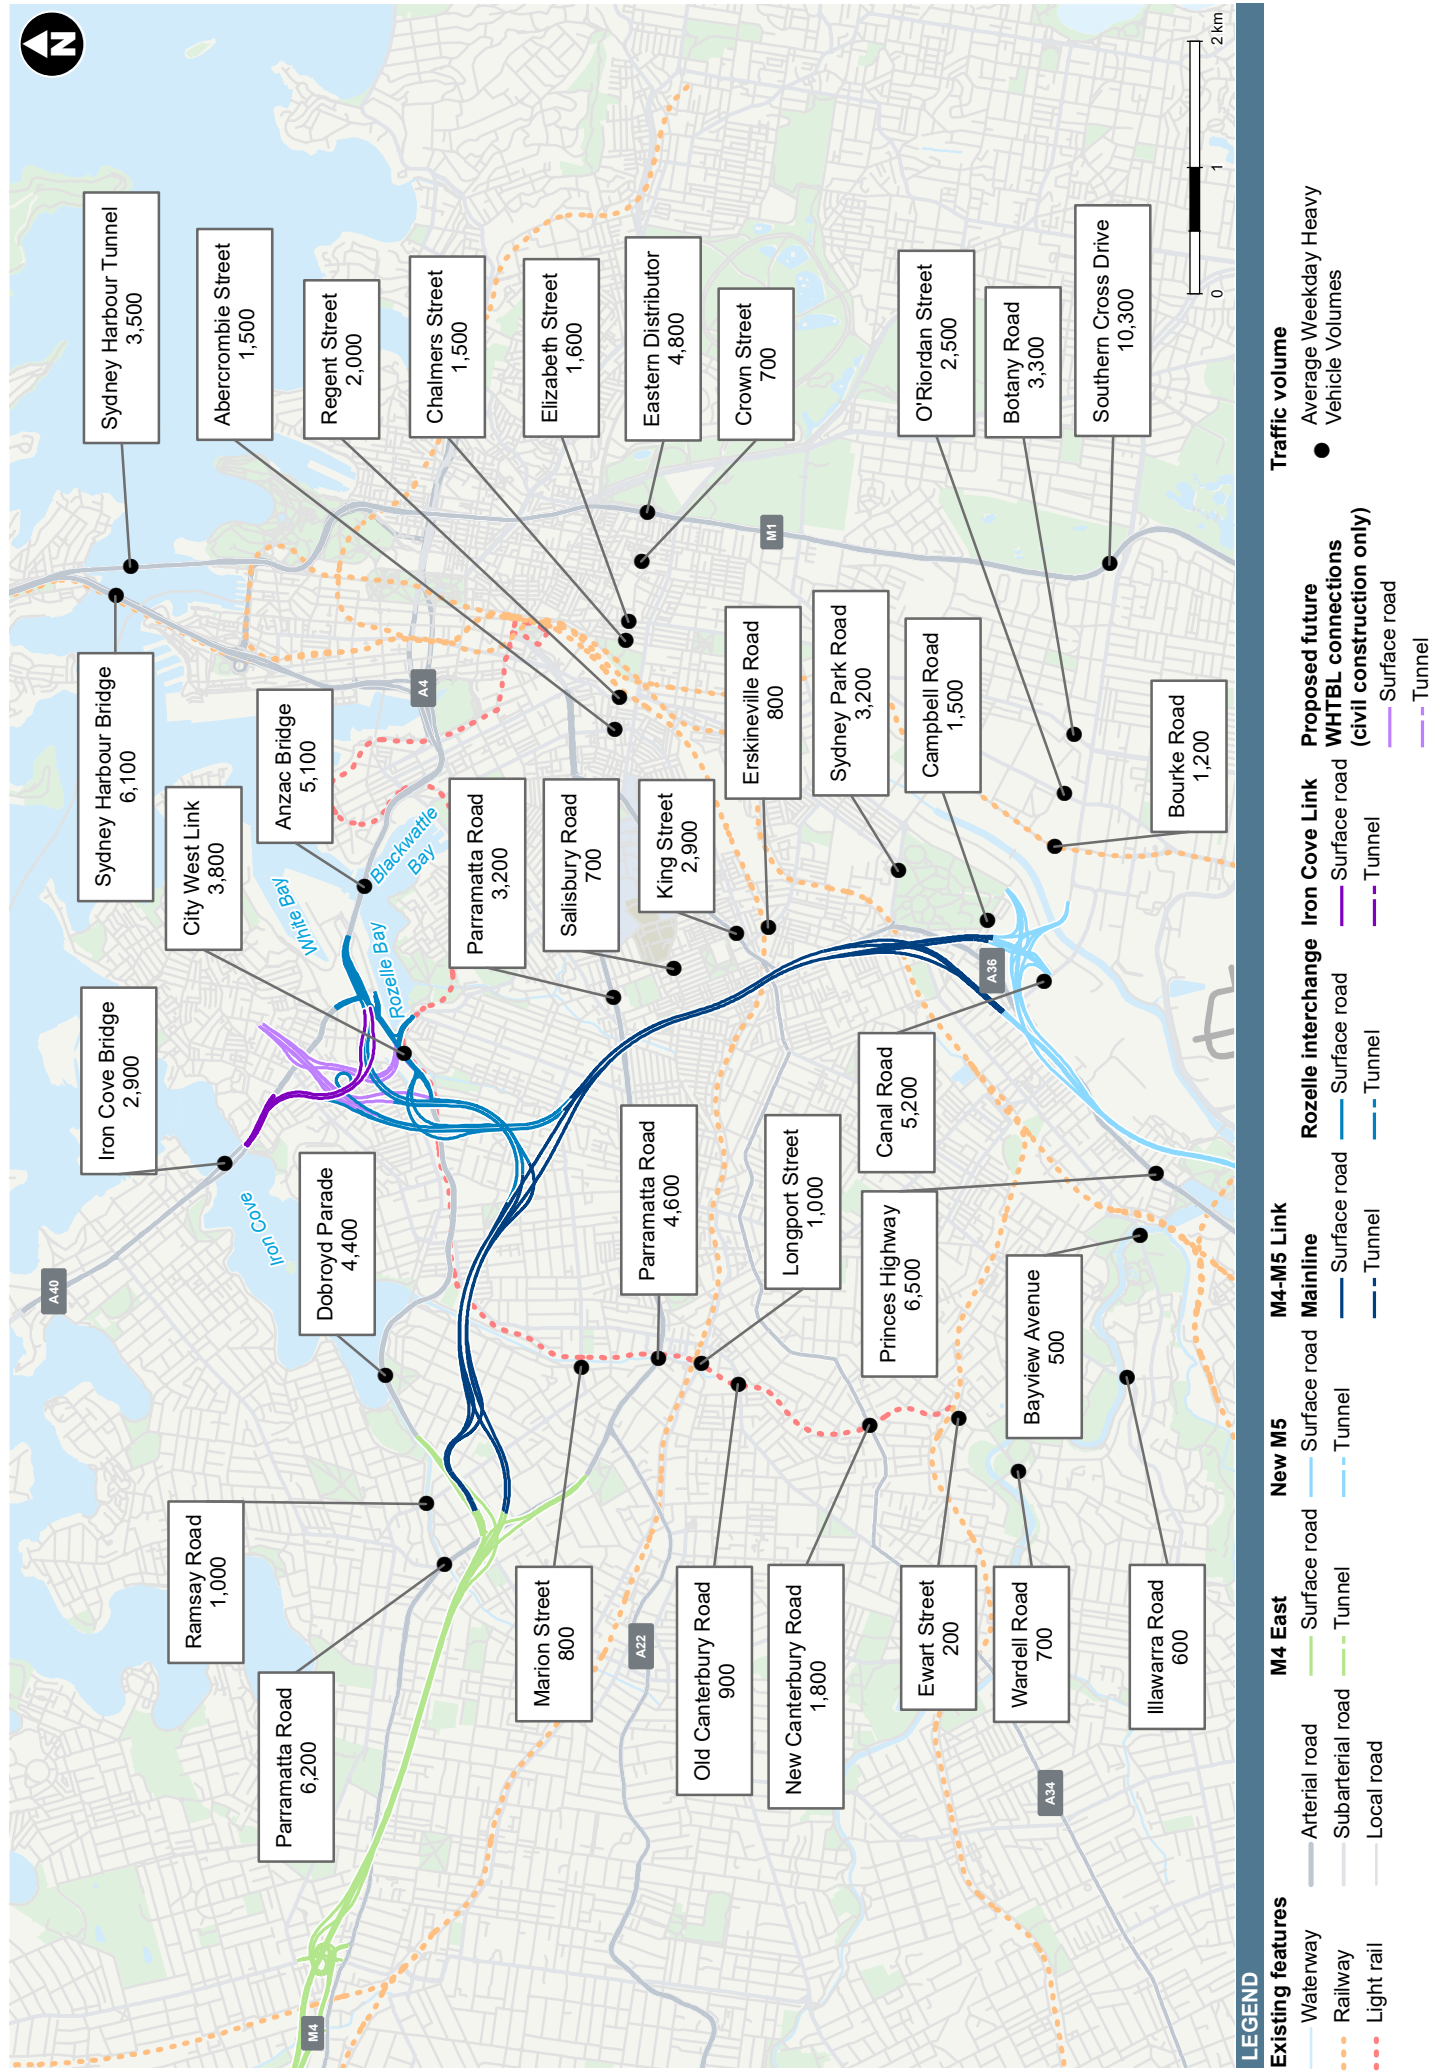 N
Sydney Harbour Tunnel
3,500
Abercrombie Street
1,500
Regent Street
2,000
Chalmers Street
1,500
Elizabeth Street
1,600
Eastern Distributor
4,800
Crown Street
700
O'Riordan Street
2,500
Botany Road
3,300
Southern Cross Drive
10,300
Sydney Harbour Bridge
6,100
City West Link
3,800
Anzac Bridge
5,100
Parramatta Road
3,200
Salisbury Road
700
King Street
2,900
Erskineville Road
800
Sydney Park Road
3,200
Campbell Road
1,500
Bourke Road
1,200
Iron Cove Bridge
2,900
Dobroyd Parade
4,400
Parramatta Road
4,600
Longport Street
1,000
Canal Road
5,200
Princes Highway
6,500
Bayview Avenue
500
Ramsay Road
1,000
Parramatta Road
6,200
Marion Street
800
Old Canterbury Road
900
New Canterbury Road
1,800
Ewart Street
200
Wardell Road
700
Illawarra Road
600
White Bay
Blackwattle
Bay
Rozelle Bay
Iron Cove
M4
A40
A4
M1
A22
A34
A36
0
1
2 km
LEGEND
Existing features
Waterway
Railway
Light rail
Arterial road
Subarterial road
Local road
M4 East
Surface road
Tunnel
New M5
Surface road
Tunnel
M4-M5 Link
Mainline
Surface road
Tunnel
Rozelle interchange
Surface road
Tunnel
Iron Cove Link
Surface road
Tunnel
Proposed future
WHTBL connections
(civil construction only)
Surface road
Tunnel
Traffic volume
Average Weekday Heavy
Vehicle Volumes